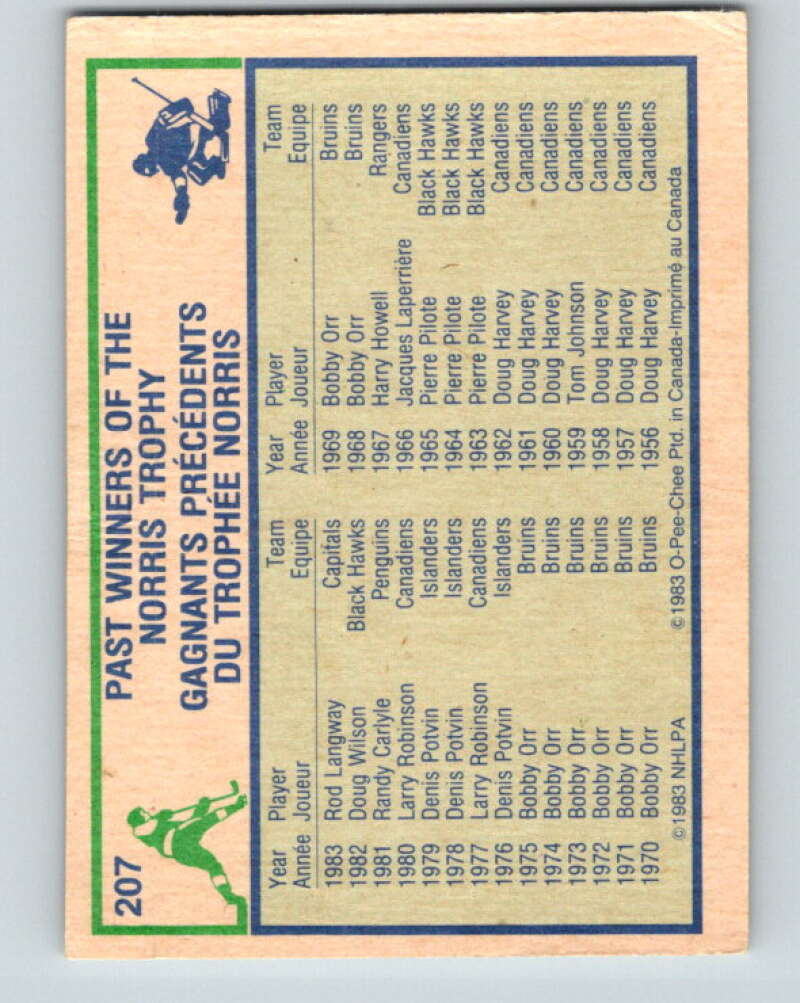 207
PAST WINNERS OF THE
NORRIS TROPHY
GAGNANTS PRÉCÉDENTS
DU TROPHÉE NORRIS
Year Player Team
Année Joueur Equipe
1983 Rod Langway Capitals
1982 Doug Wilson Black Hawks
1981 Randy Carlyle Penguins
1980 Larry Robinson Canadiens
1979 Denis Potvin Islanders
1978 Denis Potvin Islanders
1977 Larry Robinson Canadiens
1976 Denis Potvin Islanders
1975 Bobby Orr Bruins
1974 Bobby Orr Bruins
1973 Bobby Orr Bruins
1972 Bobby Orr Bruins
1971 Bobby Orr Bruins
1970 Bobby Orr Bruins
Year Player Team
Année Joueur Equipe
1969 Bobby Orr Bruins
1968 Bobby Orr Bruins
1967 Harry Howell Rangers
1966 Jacques Laperrière Canadiens
1965 Pierre Pilote Black Hawks
1964 Pierre Pilote Black Hawks
1963 Pierre Pilote Black Hawks
1962 Doug Harvey Canadiens
1961 Doug Harvey Canadiens
1960 Doug Harvey Canadiens
1959 Tom Johnson Canadiens
1958 Doug Harvey Canadiens
1957 Doug Harvey Canadiens
1956 Doug Harvey Canadiens
©1983 NHLPA ©1983 O-Pee-Chee Ptd. in Canada-Imprimé au Canada